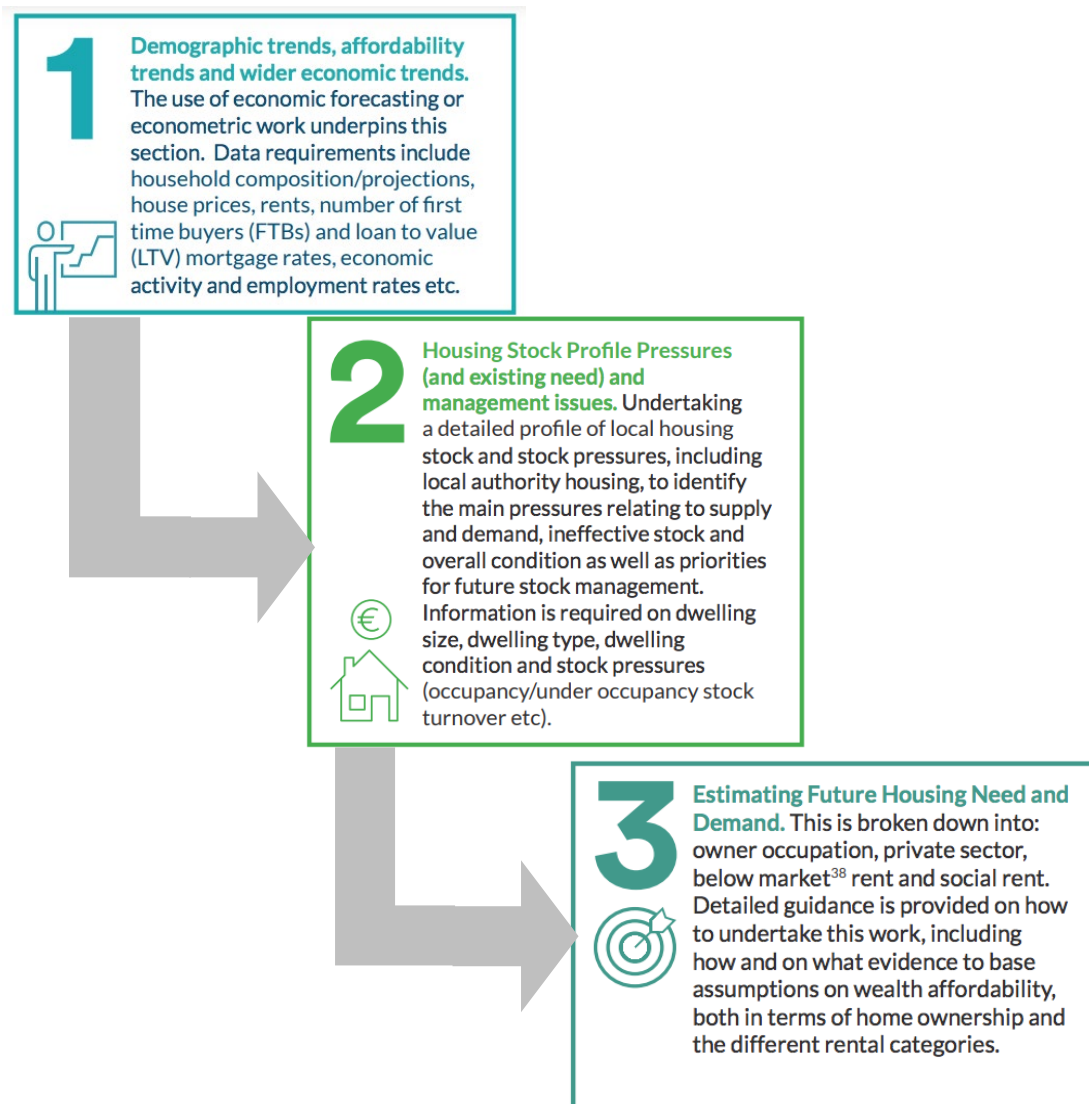 1
Demographic trends, affordability
trends and wider economic trends.
The use of economic forecasting or
econometric work underpins this
section. Data requirements include
household composition/projections,
house prices, rents, number of first
time buyers (FTBs) and loan to value
(LTV) mortgage rates, economic
activity and employment rates etc.
2
Housing Stock Profile Pressures
(and existing need) and
management issues. Undertaking
a detailed profile of local housing
stock and stock pressures, including
local authority housing, to identify
the main pressures relating to supply
and demand, ineffective stock and
overall condition as well as priorities
for future stock management.
Information is required on dwelling
size, dwelling type, dwelling
condition and stock pressures
(occupancy/under occupancy stock
turnover etc).
€
3
Estimating Future Housing Need and
Demand. This is broken down into:
owner occupation, private sector,
below market³⁸ rent and social rent.
Detailed guidance is provided on how
to undertake this work, including
how and on what evidence to base
assumptions on wealth affordability,
both in terms of home ownership and
the different rental categories.